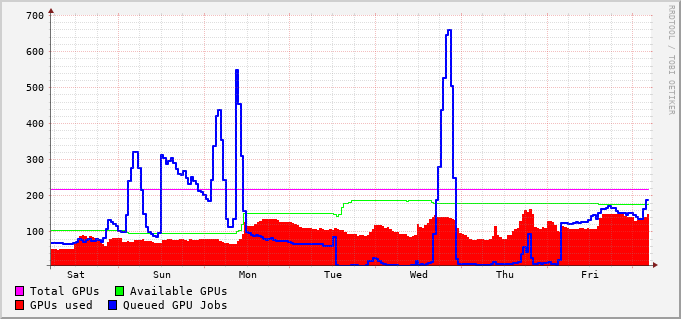 700
600
500
400
300
200
100
Sat Sun Mon Tue Wed Thu Fri
Total GPUs Available GPUs
GPUs used Queued GPU Jobs
RRDTOOL / TOBI OETIKER